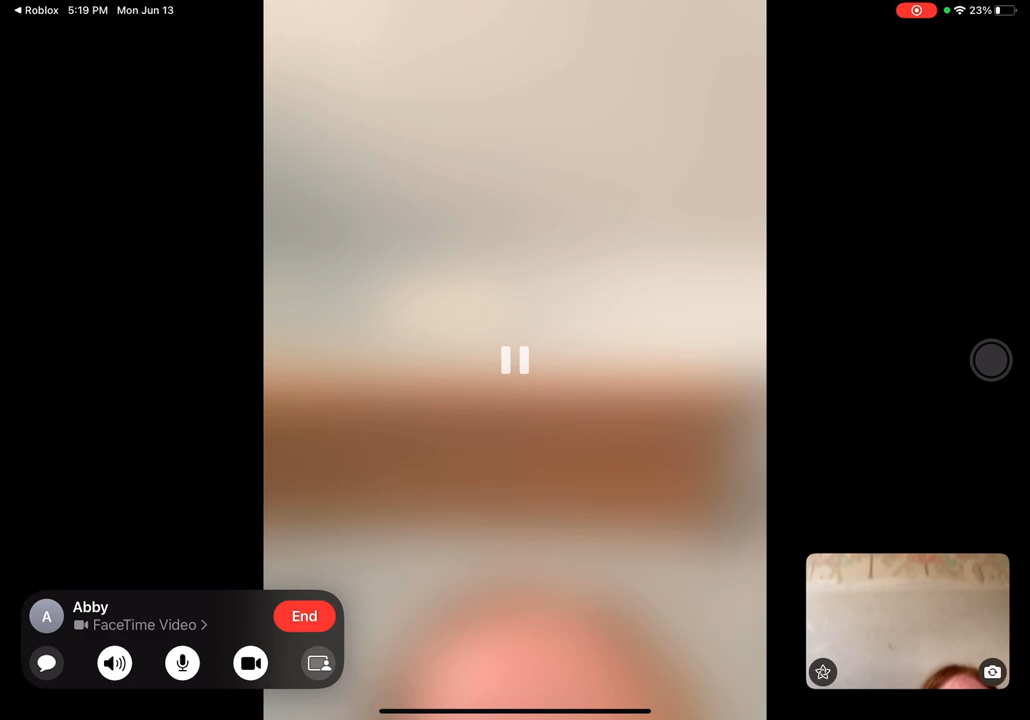 ◀ Roblox 5:19 PM Mon Jun 13 23%
A Abby End
FaceTime Video >